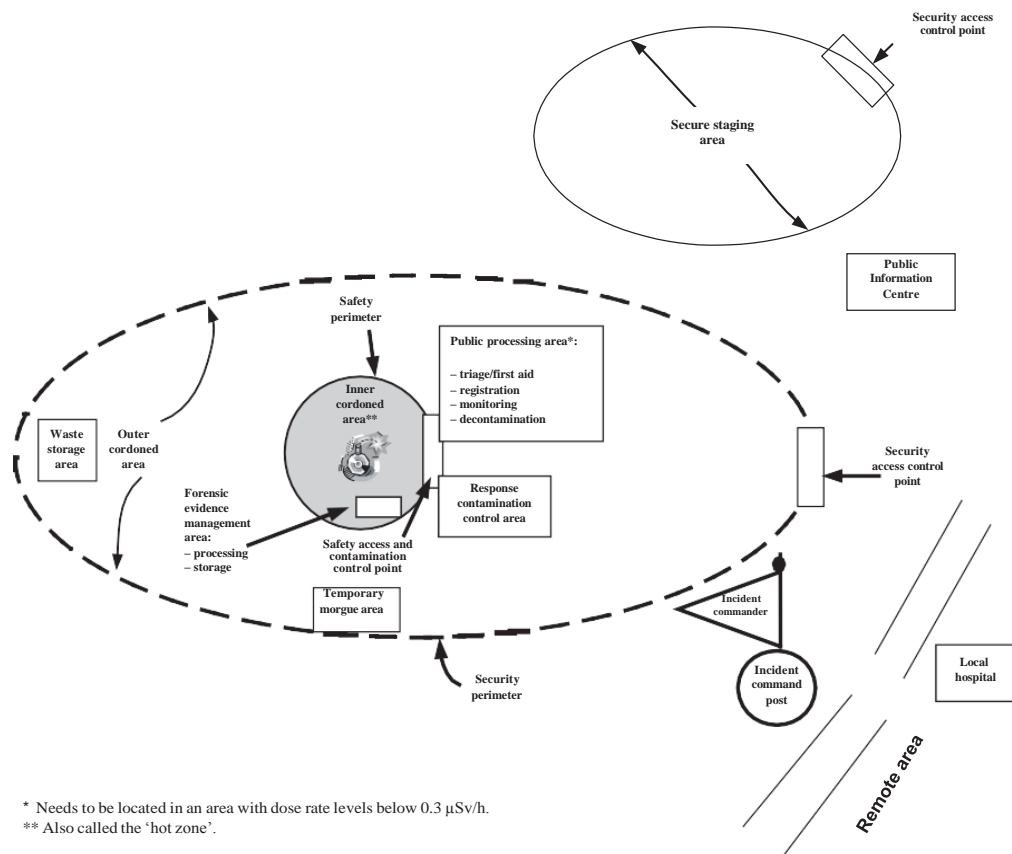 Security access
control point
Secure staging
area
Public
Information
Centre
Safety
perimeter
Public processing area*:
– triage/first aid
– registration
– monitoring
– decontamination
Inner
cordoned
area**
Waste
storage
area
Outer
cordoned
area
Security
access control
point
Forensic
evidence
management
area:
– processing
– storage
Response
contamination
control area
Safety access and
contamination
control point
Temporary
morgue area
Incident
commander
Security
perimeter
Incident
command
post
Local
hospital
Remote area
* Needs to be located in an area with dose rate levels below 0.3 μSv/h.
** Also called the ‘hot zone’.